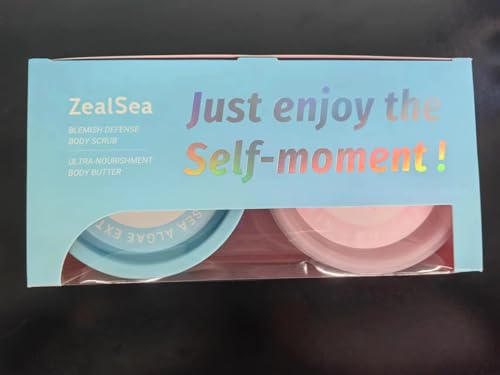 ZealSea
BLEMISH DEFENSE
BODY SCRUB
ULTRA-NOURISHMENT
BODY BUTTER
Just enjoy the
Self-moment!
SEA ALGAE EXT